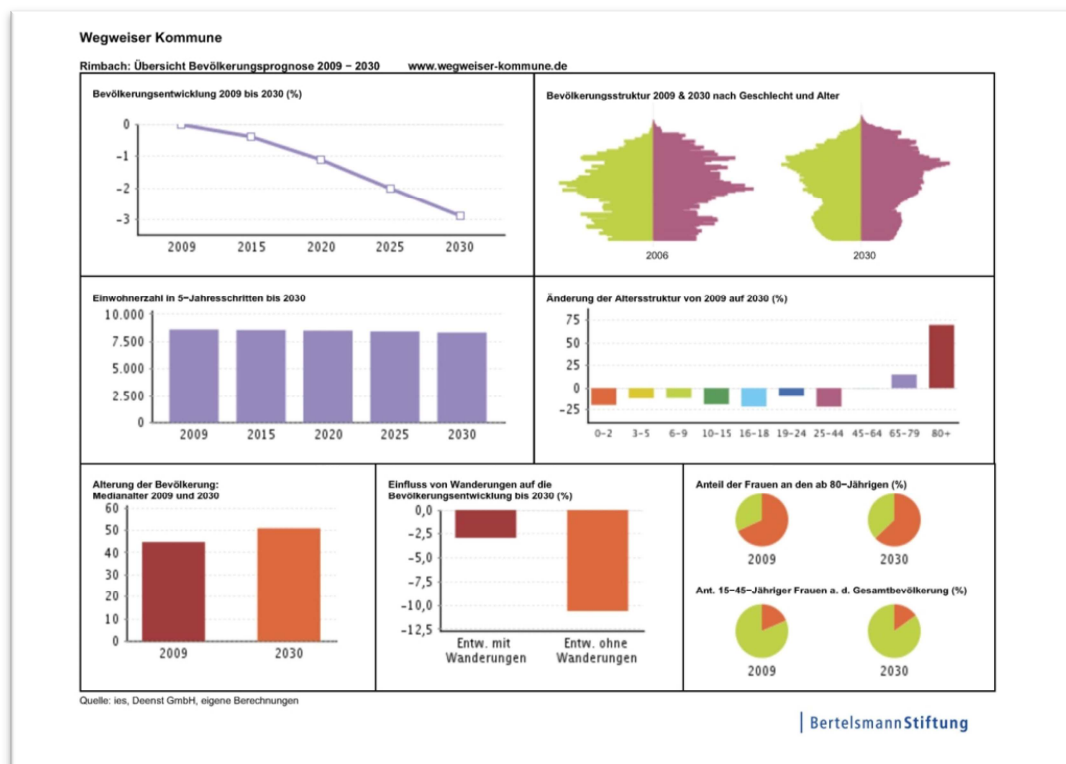 Wegweiser Kommune
Rimbach: Übersicht Bevölkerungsprognose 2009 − 2030 www.wegweiser-kommune.de
Bevölkerungsentwicklung 2009 bis 2030 (%)
0
−1
−2
−3
2009 2015 2020 2025 2030
Bevölkerungsstruktur 2009 & 2030 nach Geschlecht und Alter
2006 2030
Einwohnerzahl in 5−Jahresschritten bis 2030
10.000
7.500
5.000
2.500
0
2009 2015 2020 2025 2030
Änderung der Altersstruktur von 2009 auf 2030 (%)
75
50
25
0
−25
0−2 3−5 6−9 10−15 16−18 19−24 25−44 45−64 65−79 80+
Alterung der Bevölkerung:
Medianalter 2009 und 2030
60
50
40
30
20
10
0
2009 2030
Einfluss von Wanderungen auf die
Bevölkerungsentwicklung bis 2030 (%)
0,0
−2,5
−5,0
−7,5
−10,0
−12,5
Entw. mit Entw. ohne
Wanderungen Wanderungen
Anteil der Frauen an den ab 80−Jährigen (%)
2009 2030
Ant. 15−45−Jähriger Frauen a. d. Gesamtbevölkerung (%)
2009 2030
Quelle: ies, Deenst GmbH, eigene Berechnungen
BertelsmannStiftung